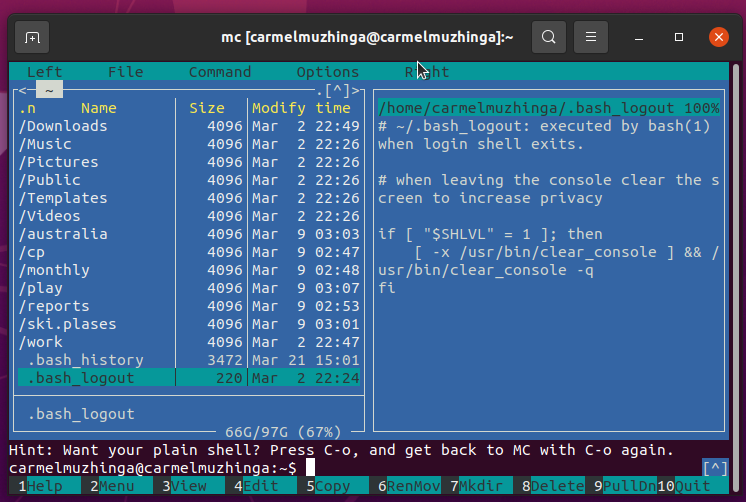 mc [carmelmuzhinga@carmelmuzhinga]:~
Left File Command Options Right
<- ~ .[^]>
.n Name Size Modify time
/Downloads 4096 Mar 2 22:49
/Music 4096 Mar 2 22:26
/Pictures 4096 Mar 2 22:26
/Public 4096 Mar 2 22:26
/Templates 4096 Mar 2 22:26
/Videos 4096 Mar 2 22:26
/australia 4096 Mar 9 03:03
/cp 4096 Mar 9 02:47
/monthly 4096 Mar 9 02:48
/play 4096 Mar 9 03:07
/reports 4096 Mar 9 02:53
/ski.plases 4096 Mar 9 03:01
/work 4096 Mar 2 22:47
.bash_history 3472 Mar 21 15:01
.bash_logout 220 Mar 2 22:24
.bash_logout
66G/97G (67%)
/home/carmelmuzhinga/.bash_logout 100%
# ~/.bash_logout: executed by bash(1)
when login shell exits.
# when leaving the console clear the s
creen to increase privacy
if [ "$SHLVL" = 1 ]; then
[ -x /usr/bin/clear_console ] && /
usr/bin/clear_console -q
fi
Hint: Want your plain shell? Press C-o, and get back to MC with C-o again.
carmelmuzhinga@carmelmuzhinga:~$ [^]
1Help 2Menu 3View 4Edit 5Copy 6RenMov 7Mkdir 8Delete 9PullDn 10Quit